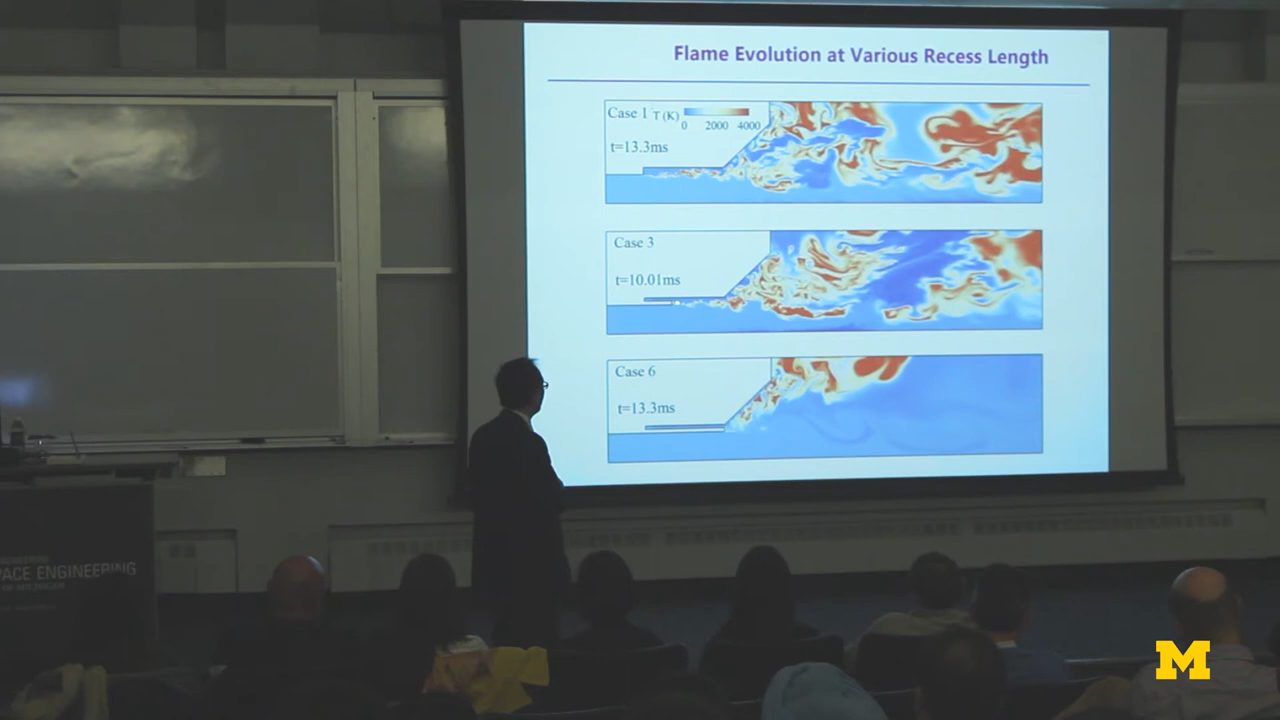 Flame Evolution at Various Recess Length
Case 1 T (K)
0 2000 4000
t=13.3ms
Case 3
t=10.01ms
Case 6
t=13.3ms
ACE ENGINEERING
M